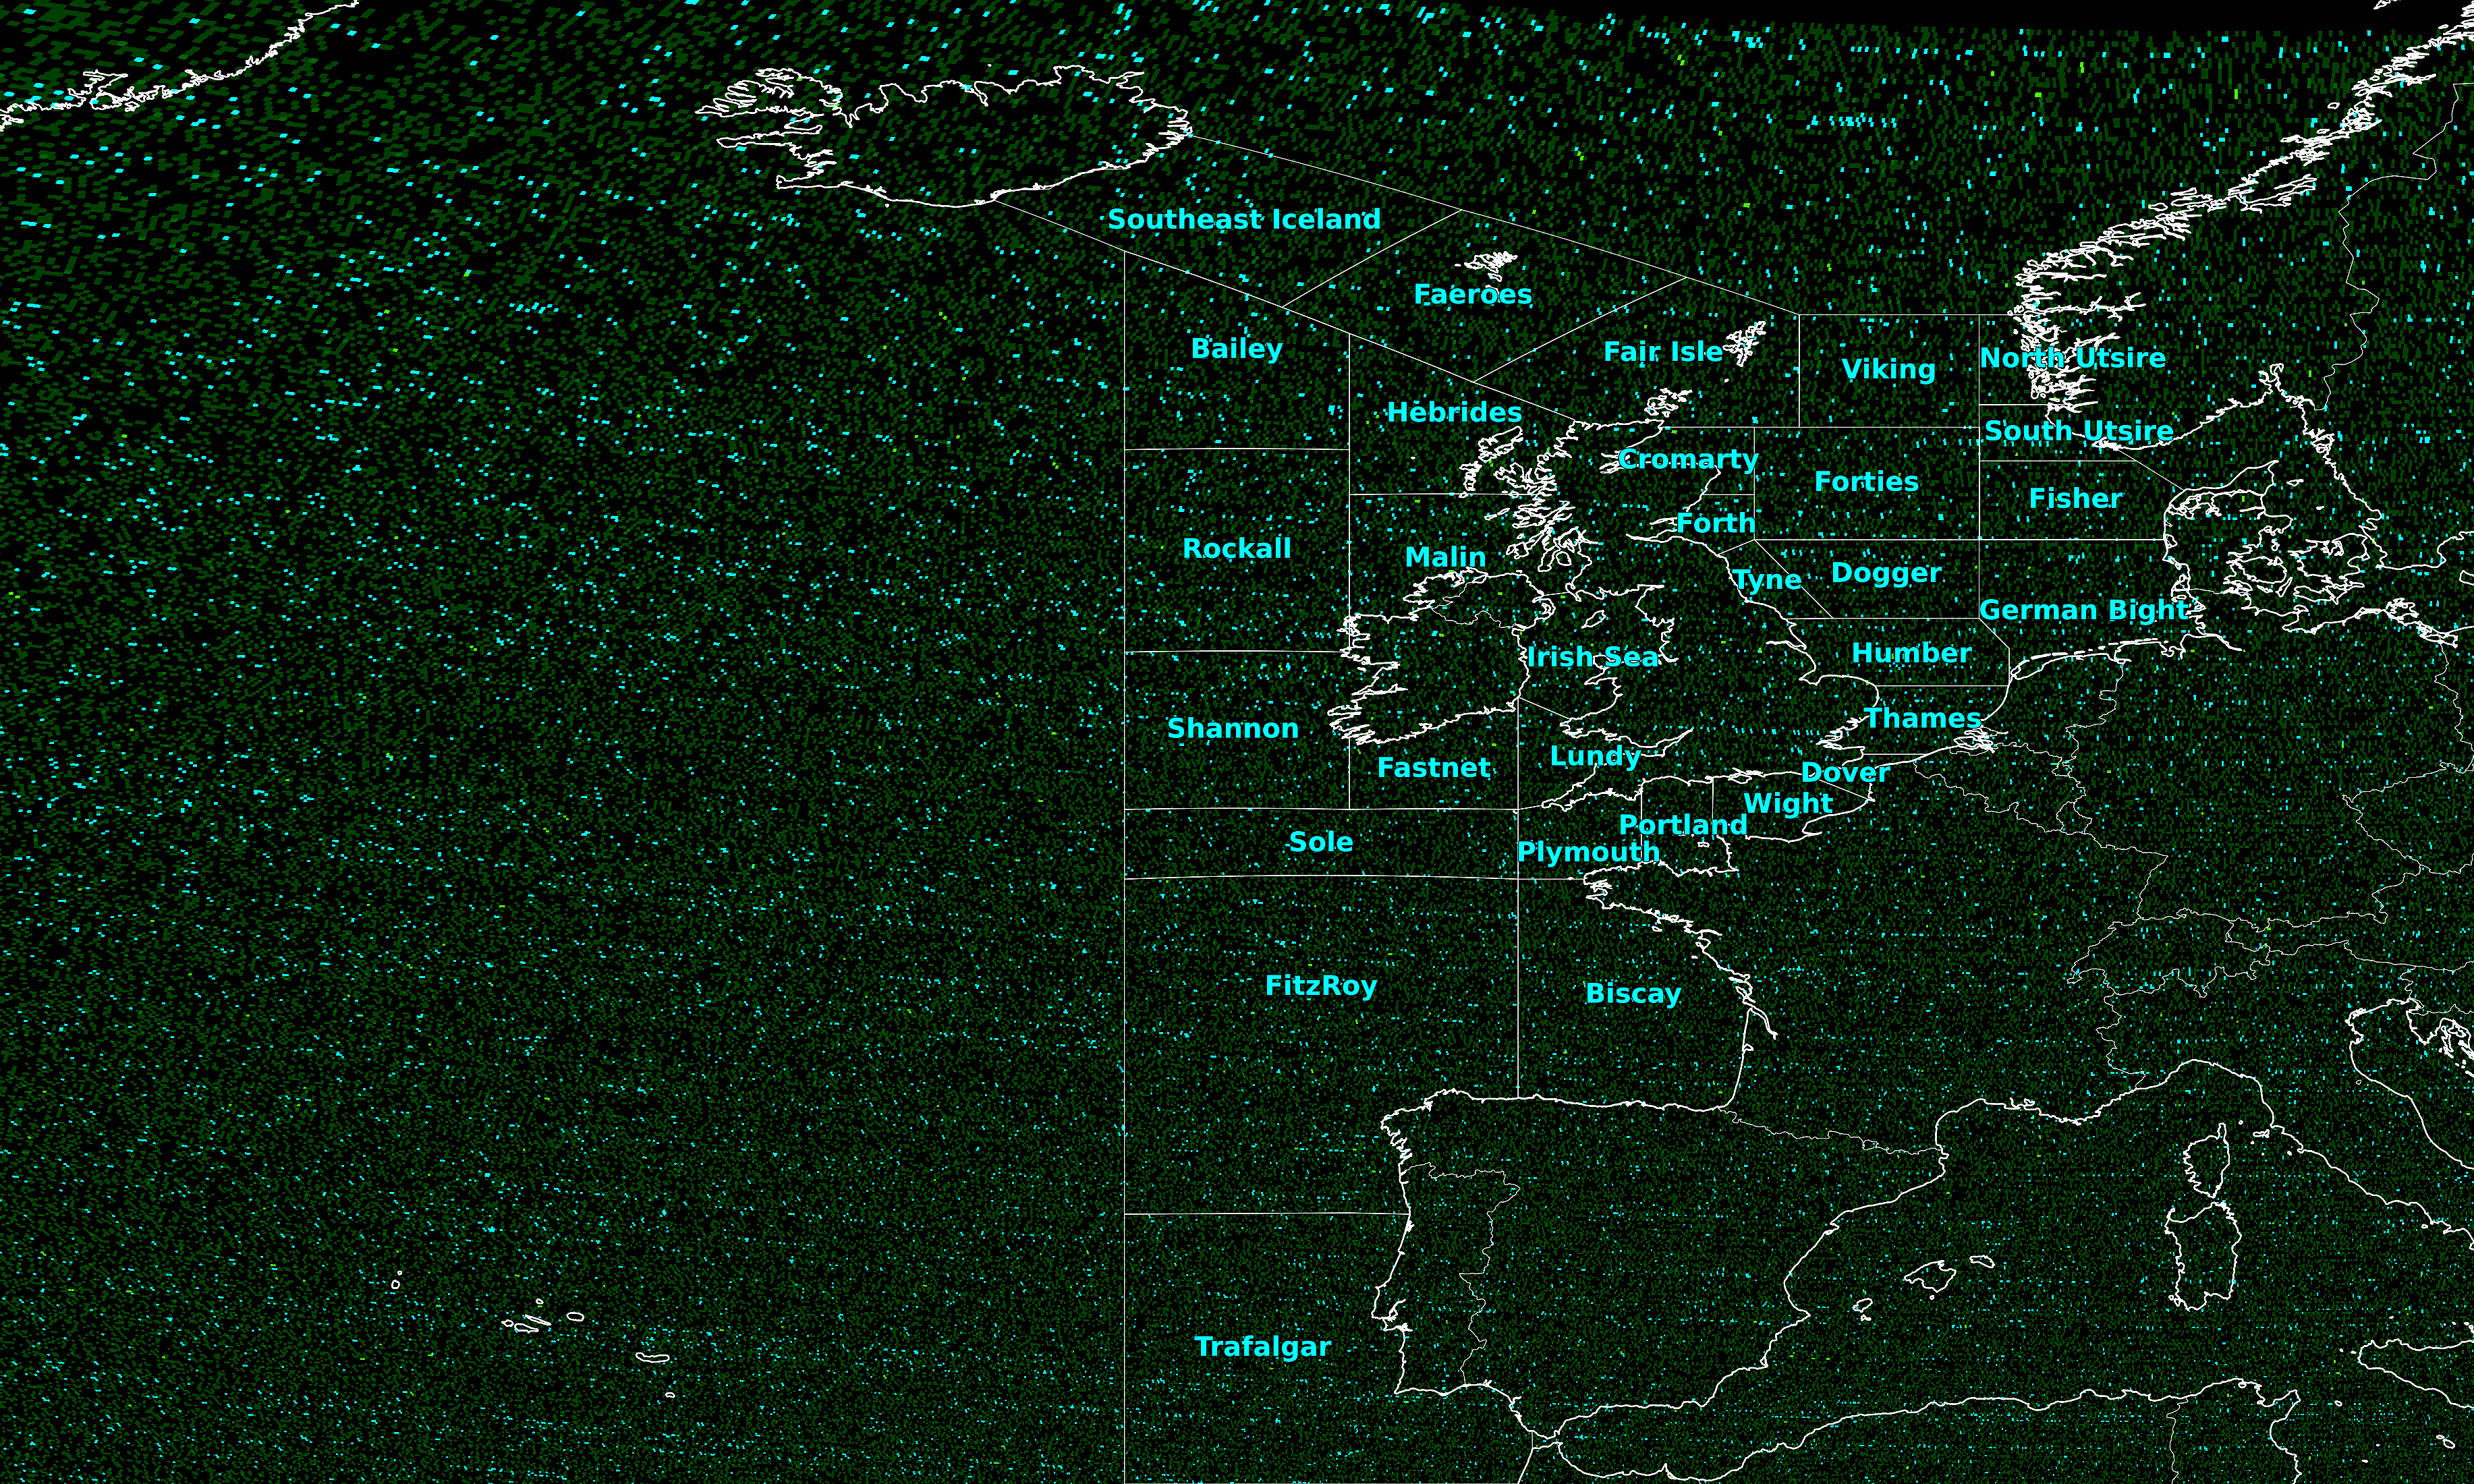 Southeast Iceland
Faeroes
Bailey
Fair Isle
North Utsire
Viking
Hebrides
South Utsire
Cromarty
Forties
Fisher
Forth
Rockall
Malin
Dogger
Tyne
German Bight
Humber
Irish Sea
Thames
Shannon
Lundy
Fastnet
Dover
Wight
Portland
Sole
Plymouth
FitzRoy
Biscay
Trafalgar